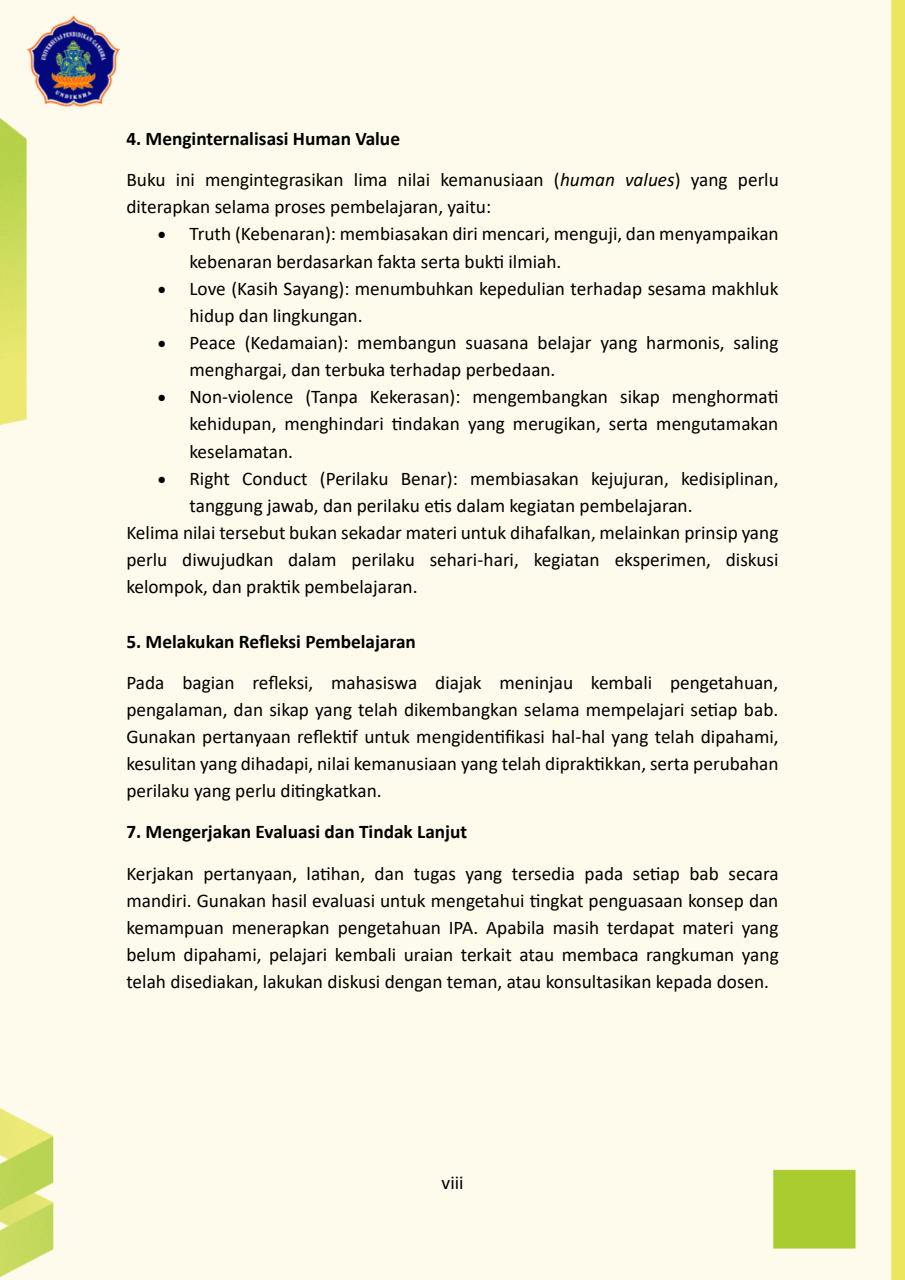 UNIVERSITAS PENDIDIKAN GANESHA
UNDIKSHA
4. Menginternalisasi Human Value
Buku ini mengintegrasikan lima nilai kemanusiaan (human values) yang perlu
diterapkan selama proses pembelajaran, yaitu:
• Truth (Kebenaran): membiasakan diri mencari, menguji, dan menyampaikan
kebenaran berdasarkan fakta serta bukti ilmiah.
• Love (Kasih Sayang): menumbuhkan kepedulian terhadap sesama makhluk
hidup dan lingkungan.
• Peace (Kedamaian): membangun suasana belajar yang harmonis, saling
menghargai, dan terbuka terhadap perbedaan.
• Non-violence (Tanpa Kekerasan): mengembangkan sikap menghormati
kehidupan, menghindari tindakan yang merugikan, serta mengutamakan
keselamatan.
• Right Conduct (Perilaku Benar): membiasakan kejujuran, kedisiplinan,
tanggung jawab, dan perilaku etis dalam kegiatan pembelajaran.
Kelima nilai tersebut bukan sekadar materi untuk dihafalkan, melainkan prinsip yang
perlu diwujudkan dalam perilaku sehari-hari, kegiatan eksperimen, diskusi
kelompok, dan praktik pembelajaran.
5. Melakukan Refleksi Pembelajaran
Pada bagian refleksi, mahasiswa diajak meninjau kembali pengetahuan,
pengalaman, dan sikap yang telah dikembangkan selama mempelajari setiap bab.
Gunakan pertanyaan reflektif untuk mengidentifikasi hal-hal yang telah dipahami,
kesulitan yang dihadapi, nilai kemanusiaan yang telah dipraktikkan, serta perubahan
perilaku yang perlu ditingkatkan.
7. Mengerjakan Evaluasi dan Tindak Lanjut
Kerjakan pertanyaan, latihan, dan tugas yang tersedia pada setiap bab secara
mandiri. Gunakan hasil evaluasi untuk mengetahui tingkat penguasaan konsep dan
kemampuan menerapkan pengetahuan IPA. Apabila masih terdapat materi yang
belum dipahami, pelajari kembali uraian terkait atau membaca rangkuman yang
telah disediakan, lakukan diskusi dengan teman, atau konsultasikan kepada dosen.
viii